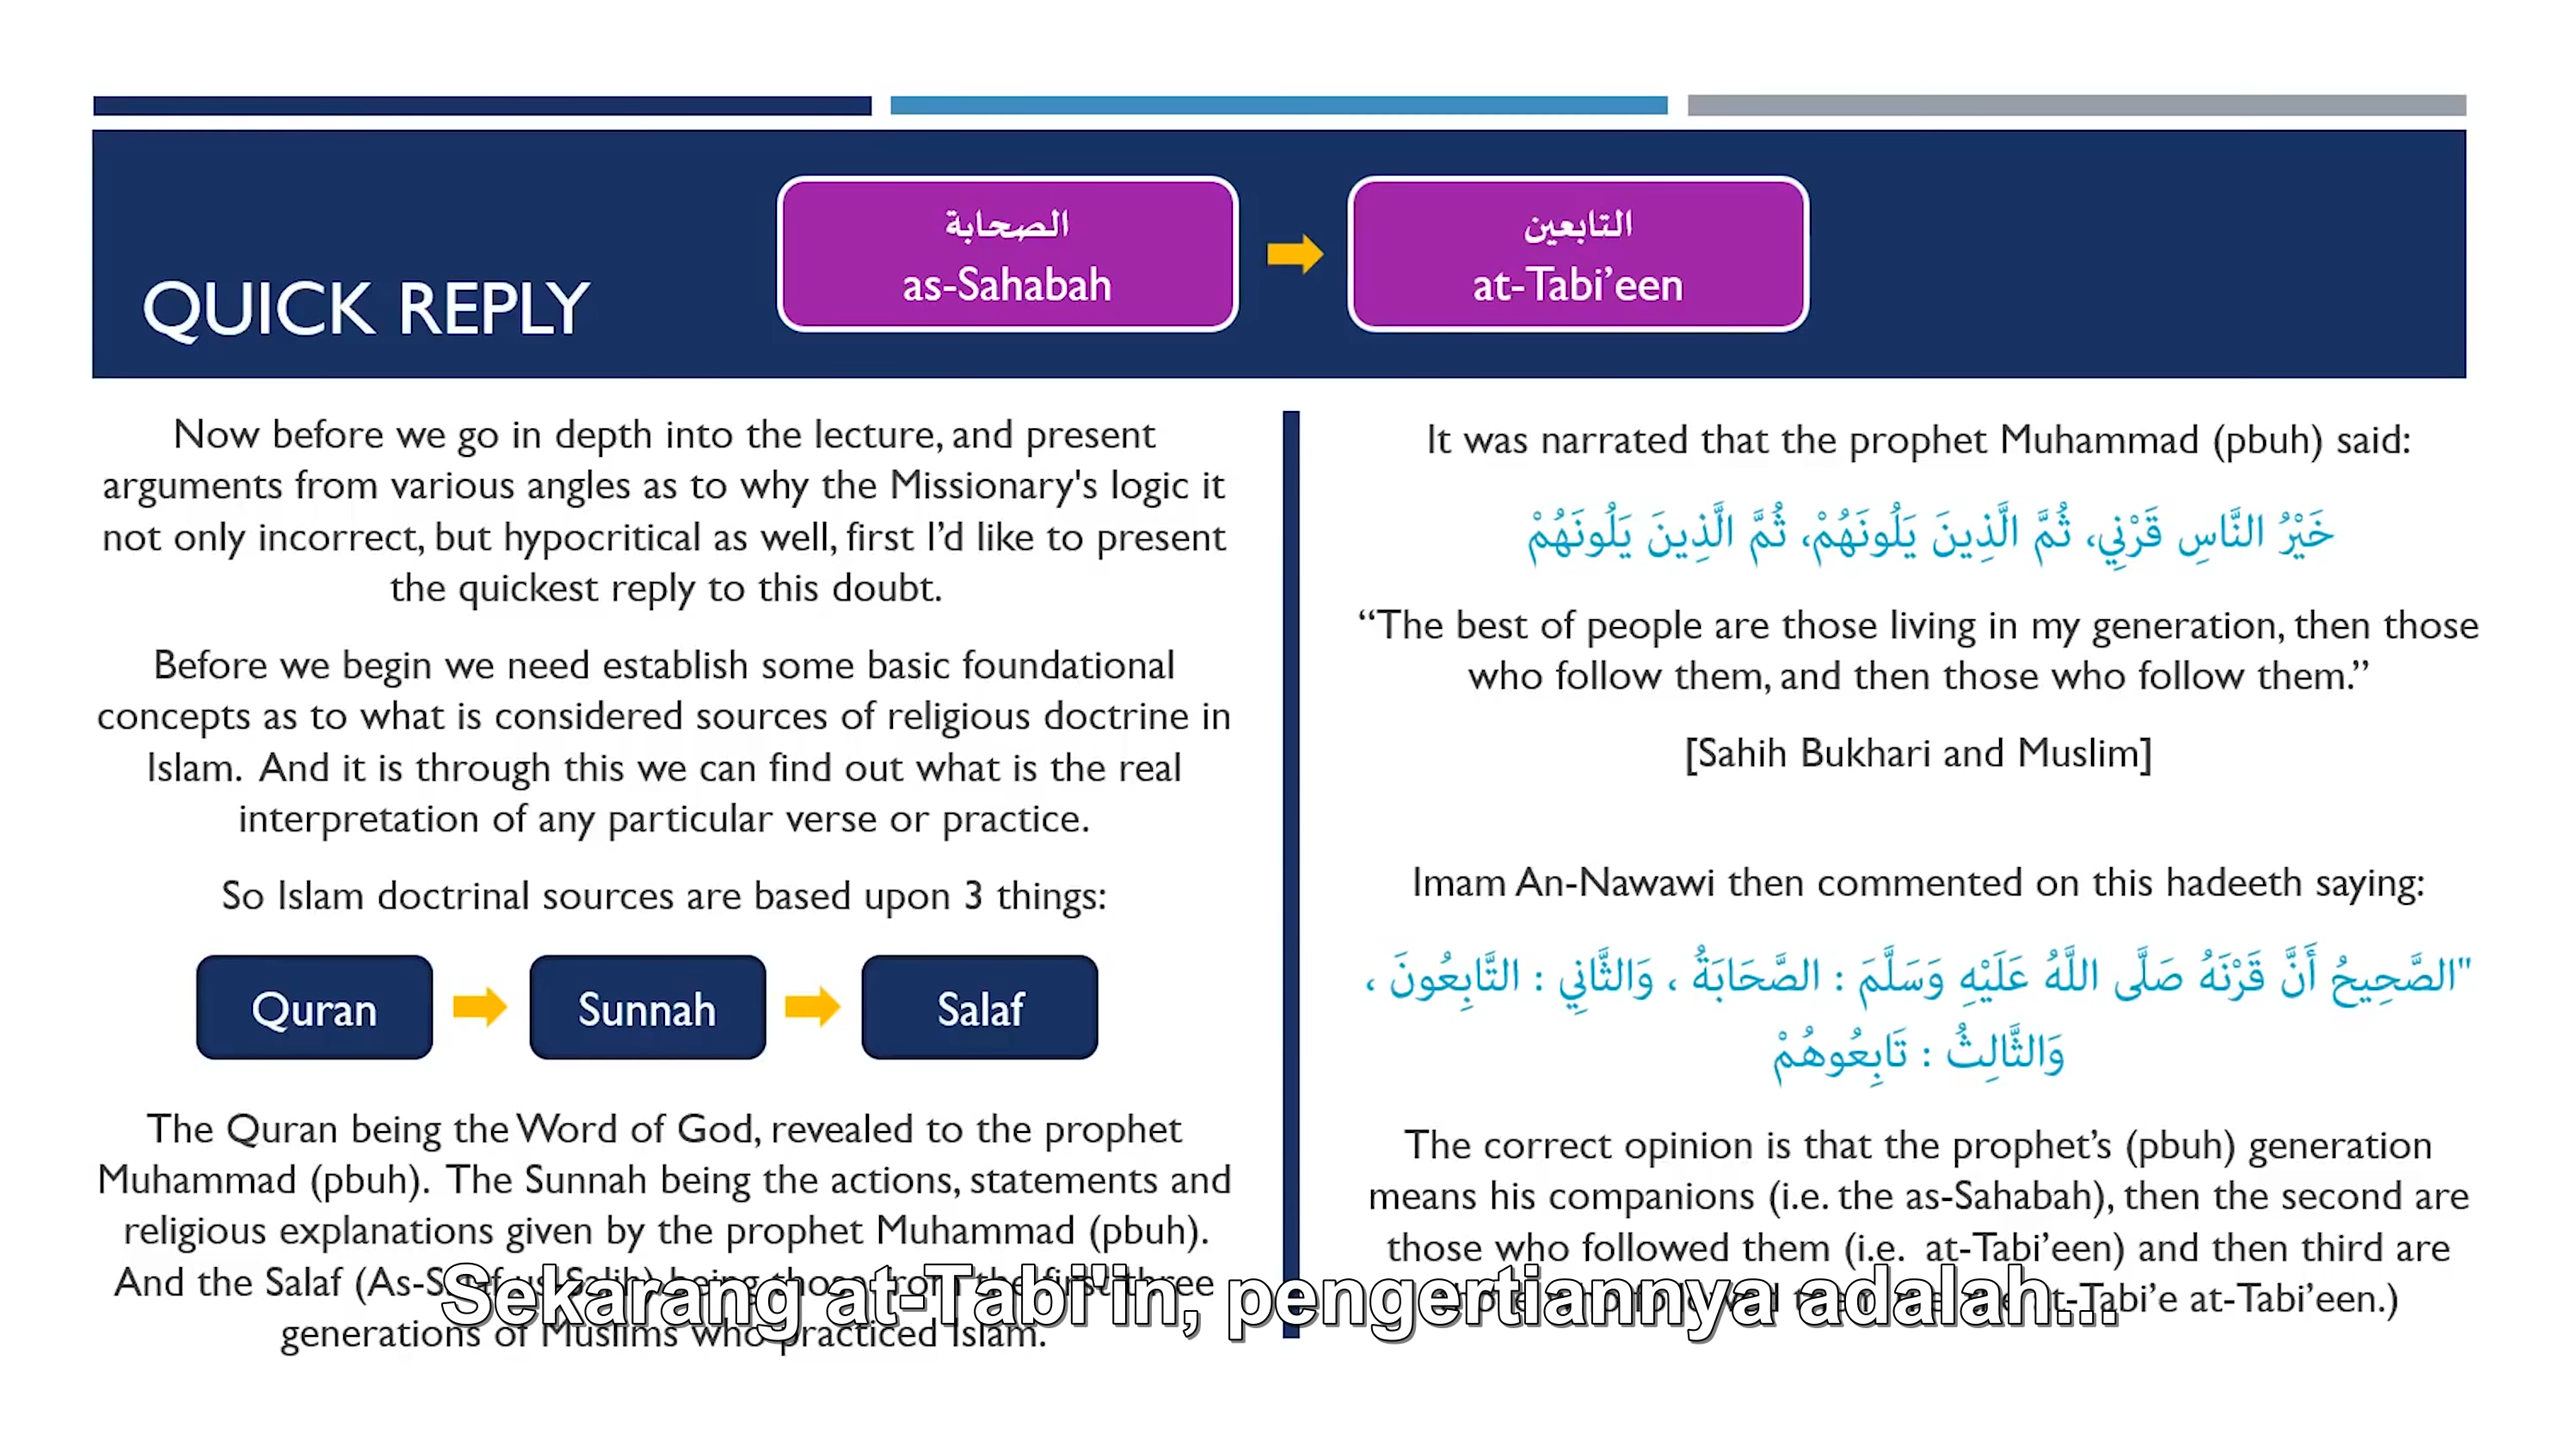 الصحابة
as-Sahabah
التابعين
at-Tabi’een
QUICK REPLY
Now before we go in depth into the lecture, and present
arguments from various angles as to why the Missionary's logic it
not only incorrect, but hypocritical as well, first I’d like to present
the quickest reply to this doubt.
Before we begin we need establish some basic foundational
concepts as to what is considered sources of religious doctrine in
Islam. And it is through this we can find out what is the real
interpretation of any particular verse or practice.
So Islam doctrinal sources are based upon 3 things:
Quran
Sunnah
Salaf
The Quran being the Word of God, revealed to the prophet
Muhammad (pbuh). The Sunnah being the actions, statements and
religious explanations given by the prophet Muhammad (pbuh).
And the Salaf being those the first three
generations of Muslims who practiced Islam.
It was narrated that the prophet Muhammad (pbuh) said:
خَيْرُ النَّاسِ قَرْنِي، ثُمَّ الَّذِينَ يَلُونَهُمْ، ثُمَّ الَّذِينَ يَلُونَهُمْ
“The best of people are those living in my generation, then those
who follow them, and then those who follow them.”
[Sahih Bukhari and Muslim]
Imam An-Nawawi then commented on this hadeeth saying:
"الصَّحِيحُ أَنَّ قَرْنَهُ صَلَّى اللَّهُ عَلَيْهِ وَسَلَّمَ : الصَّحَابَةُ ، وَالثَّانِي : التَّابِعُونَ ،
وَالثَّالِثُ : تَابِعُوهُمْ
The correct opinion is that the prophet’s (pbuh) generation
means his companions (i.e. the as-Sahabah), then the second are
those who followed them (i.e. at-Tabi’een) and then third are
at-Tabi’e at-Tabi’een.)
Sekarang at-Tabi"in, pengertiannya adalah...